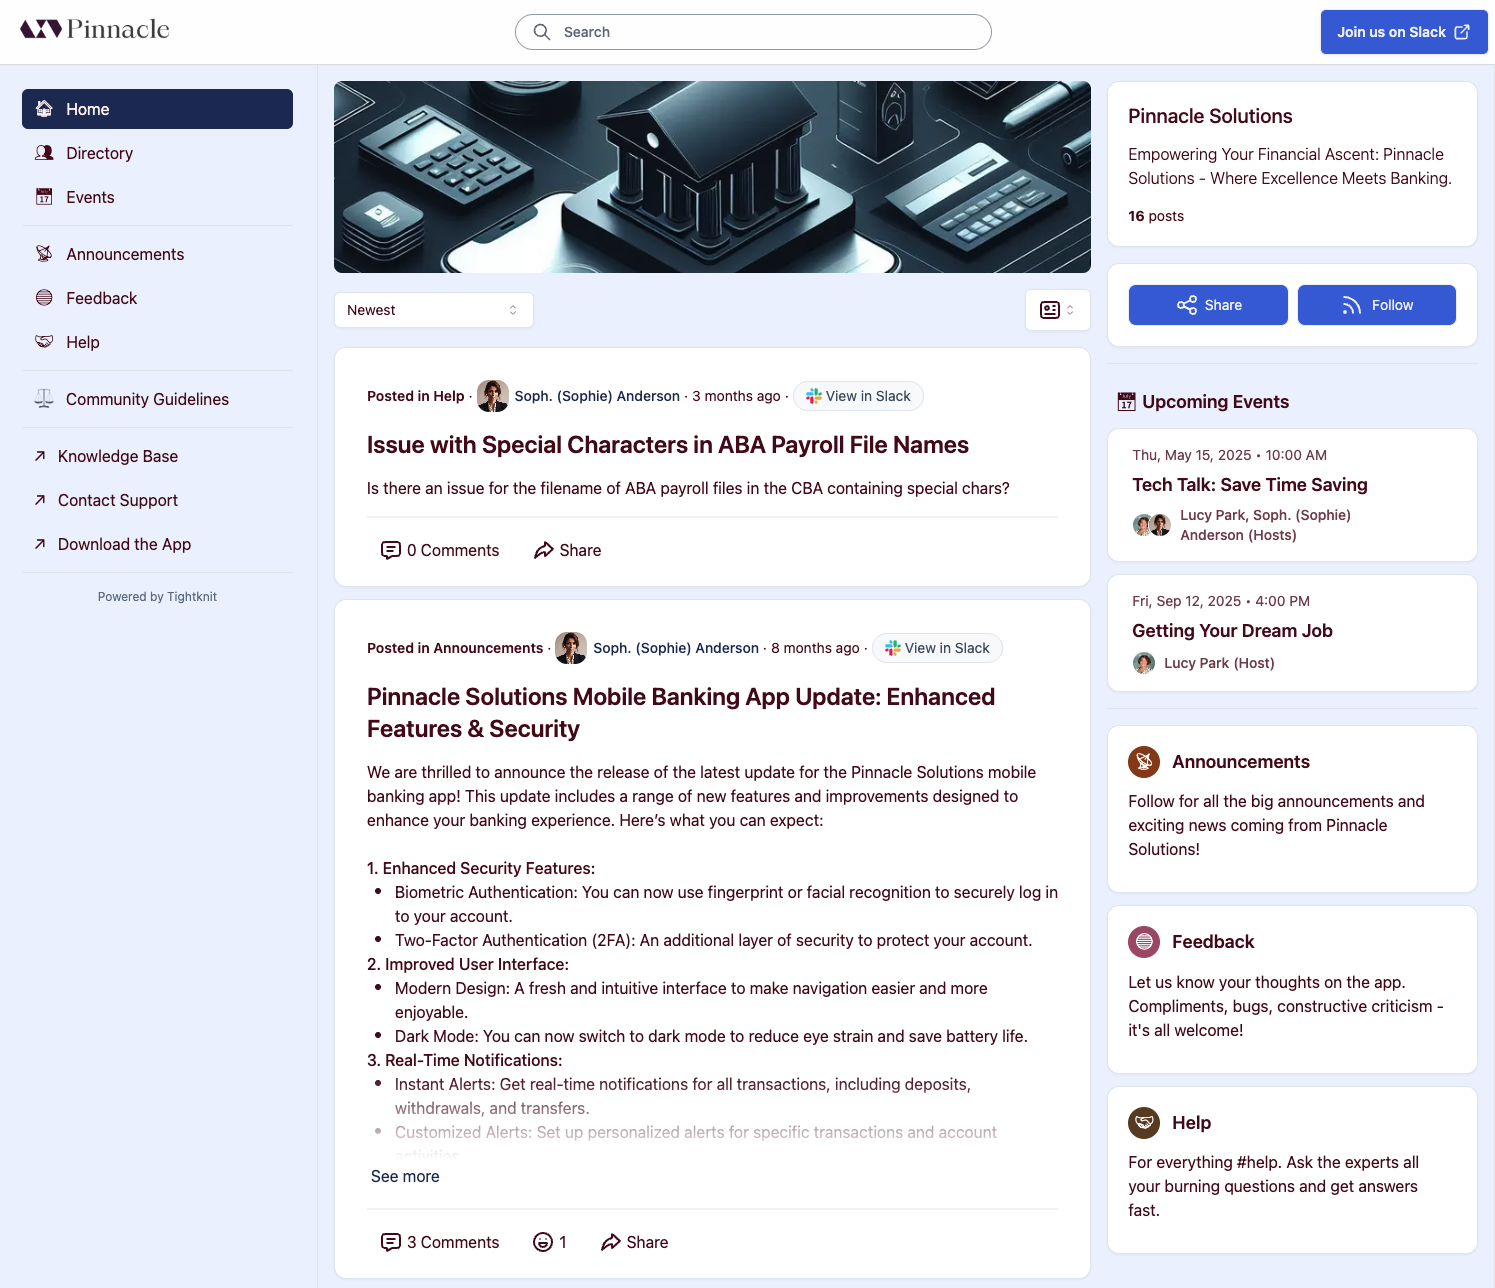 Pinnacle
Search
Join us on Slack
Home
Directory
Events
Announcements
Feedback
Help
Community Guidelines
Knowledge Base
Contact Support
Download the App
Powered by Tightknit
Newest
Posted in Help · Soph. (Sophie) Anderson · 3 months ago · View in Slack
Issue with Special Characters in ABA Payroll File Names
Is there an issue for the filename of ABA payroll files in the CBA containing special chars?
0 Comments Share
Posted in Announcements · Soph. (Sophie) Anderson · 8 months ago · View in Slack
Pinnacle Solutions Mobile Banking App Update: Enhanced
Features & Security
We are thrilled to announce the release of the latest update for the Pinnacle Solutions mobile
banking app! This update includes a range of new features and improvements designed to
enhance your banking experience. Here’s what you can expect:
1. Enhanced Security Features:
• Biometric Authentication: You can now use fingerprint or facial recognition to securely log in
to your account.
• Two-Factor Authentication (2FA): An additional layer of security to protect your account.
2. Improved User Interface:
• Modern Design: A fresh and intuitive interface to make navigation easier and more
enjoyable.
• Dark Mode: You can now switch to dark mode to reduce eye strain and save battery life.
3. Real-Time Notifications:
• Instant Alerts: Get real-time notifications for all transactions, including deposits,
withdrawals, and transfers.
• Customized Alerts: Set up personalized alerts for specific transactions and account
activities.
See more
3 Comments 1 Share
Pinnacle Solutions
Empowering Your Financial Ascent: Pinnacle
Solutions - Where Excellence Meets Banking.
16 posts
Share Follow
17 Upcoming Events
Thu, May 15, 2025 • 10:00 AM
Tech Talk: Save Time Saving
Lucy Park, Soph. (Sophie)
Anderson (Hosts)
Fri, Sep 12, 2025 • 4:00 PM
Getting Your Dream Job
Lucy Park (Host)
Announcements
Follow for all the big announcements and
exciting news coming from Pinnacle
Solutions!
Feedback
Let us know your thoughts on the app.
Compliments, bugs, constructive criticism -
it's all welcome!
Help
For everything #help. Ask the experts all
your burning questions and get answers
fast.